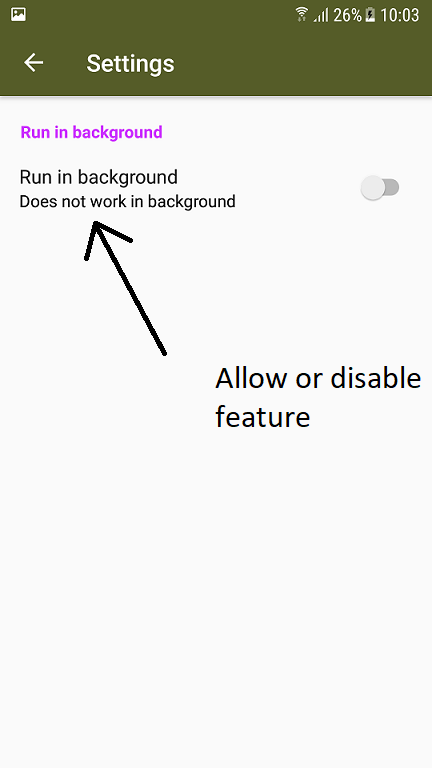 26% 10:03
Settings
Run in background
Run in background
Does not work in background
Allow or disable
feature